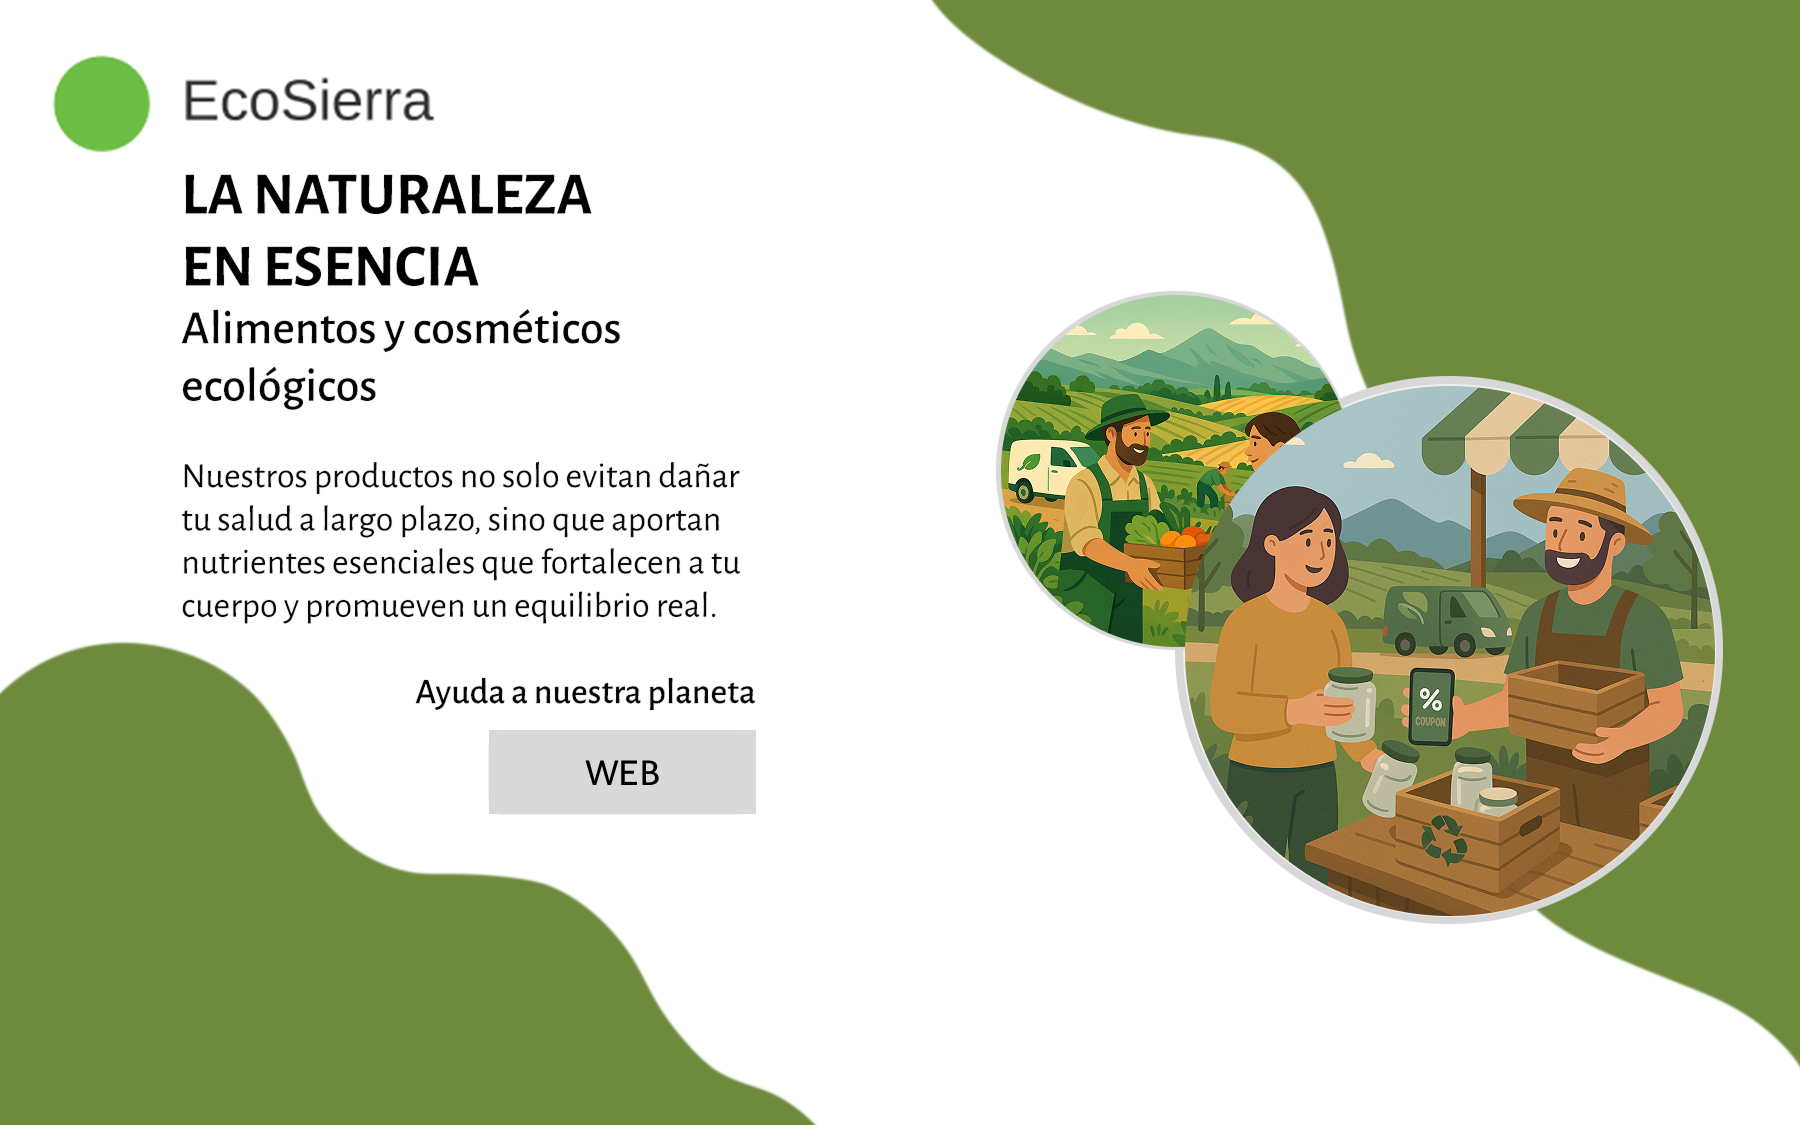 EcoSierra
LA NATURALEZA
EN ESENCIA
Alimentos y cosméticos
ecológicos
Nuestros productos no solo evitan dañar
tu salud a largo plazo, sino que aportan
nutrientes esenciales que fortalecen a tu
cuerpo y promueven un equilibrio real.
Ayuda a nuestra planeta
WEB
%
COUPON